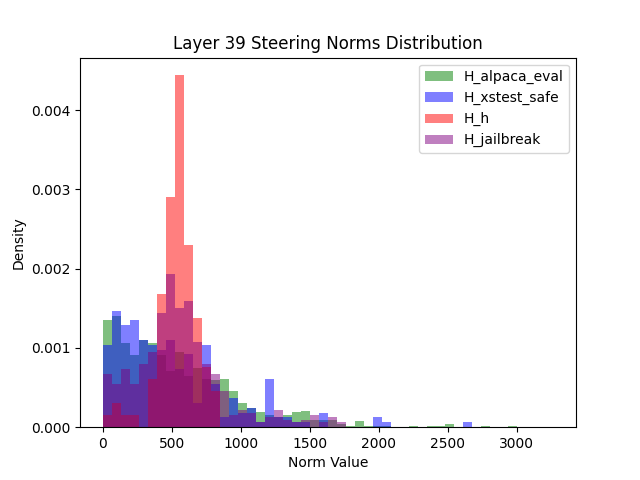 Layer 39 Steering Norms Distribution
H_alpaca_eval
H_xstest_safe
H_h
H_jailbreak
0.004
0.003
0.002
0.001
0.000
Density
0
500
1000
1500
2000
2500
3000
Norm Value